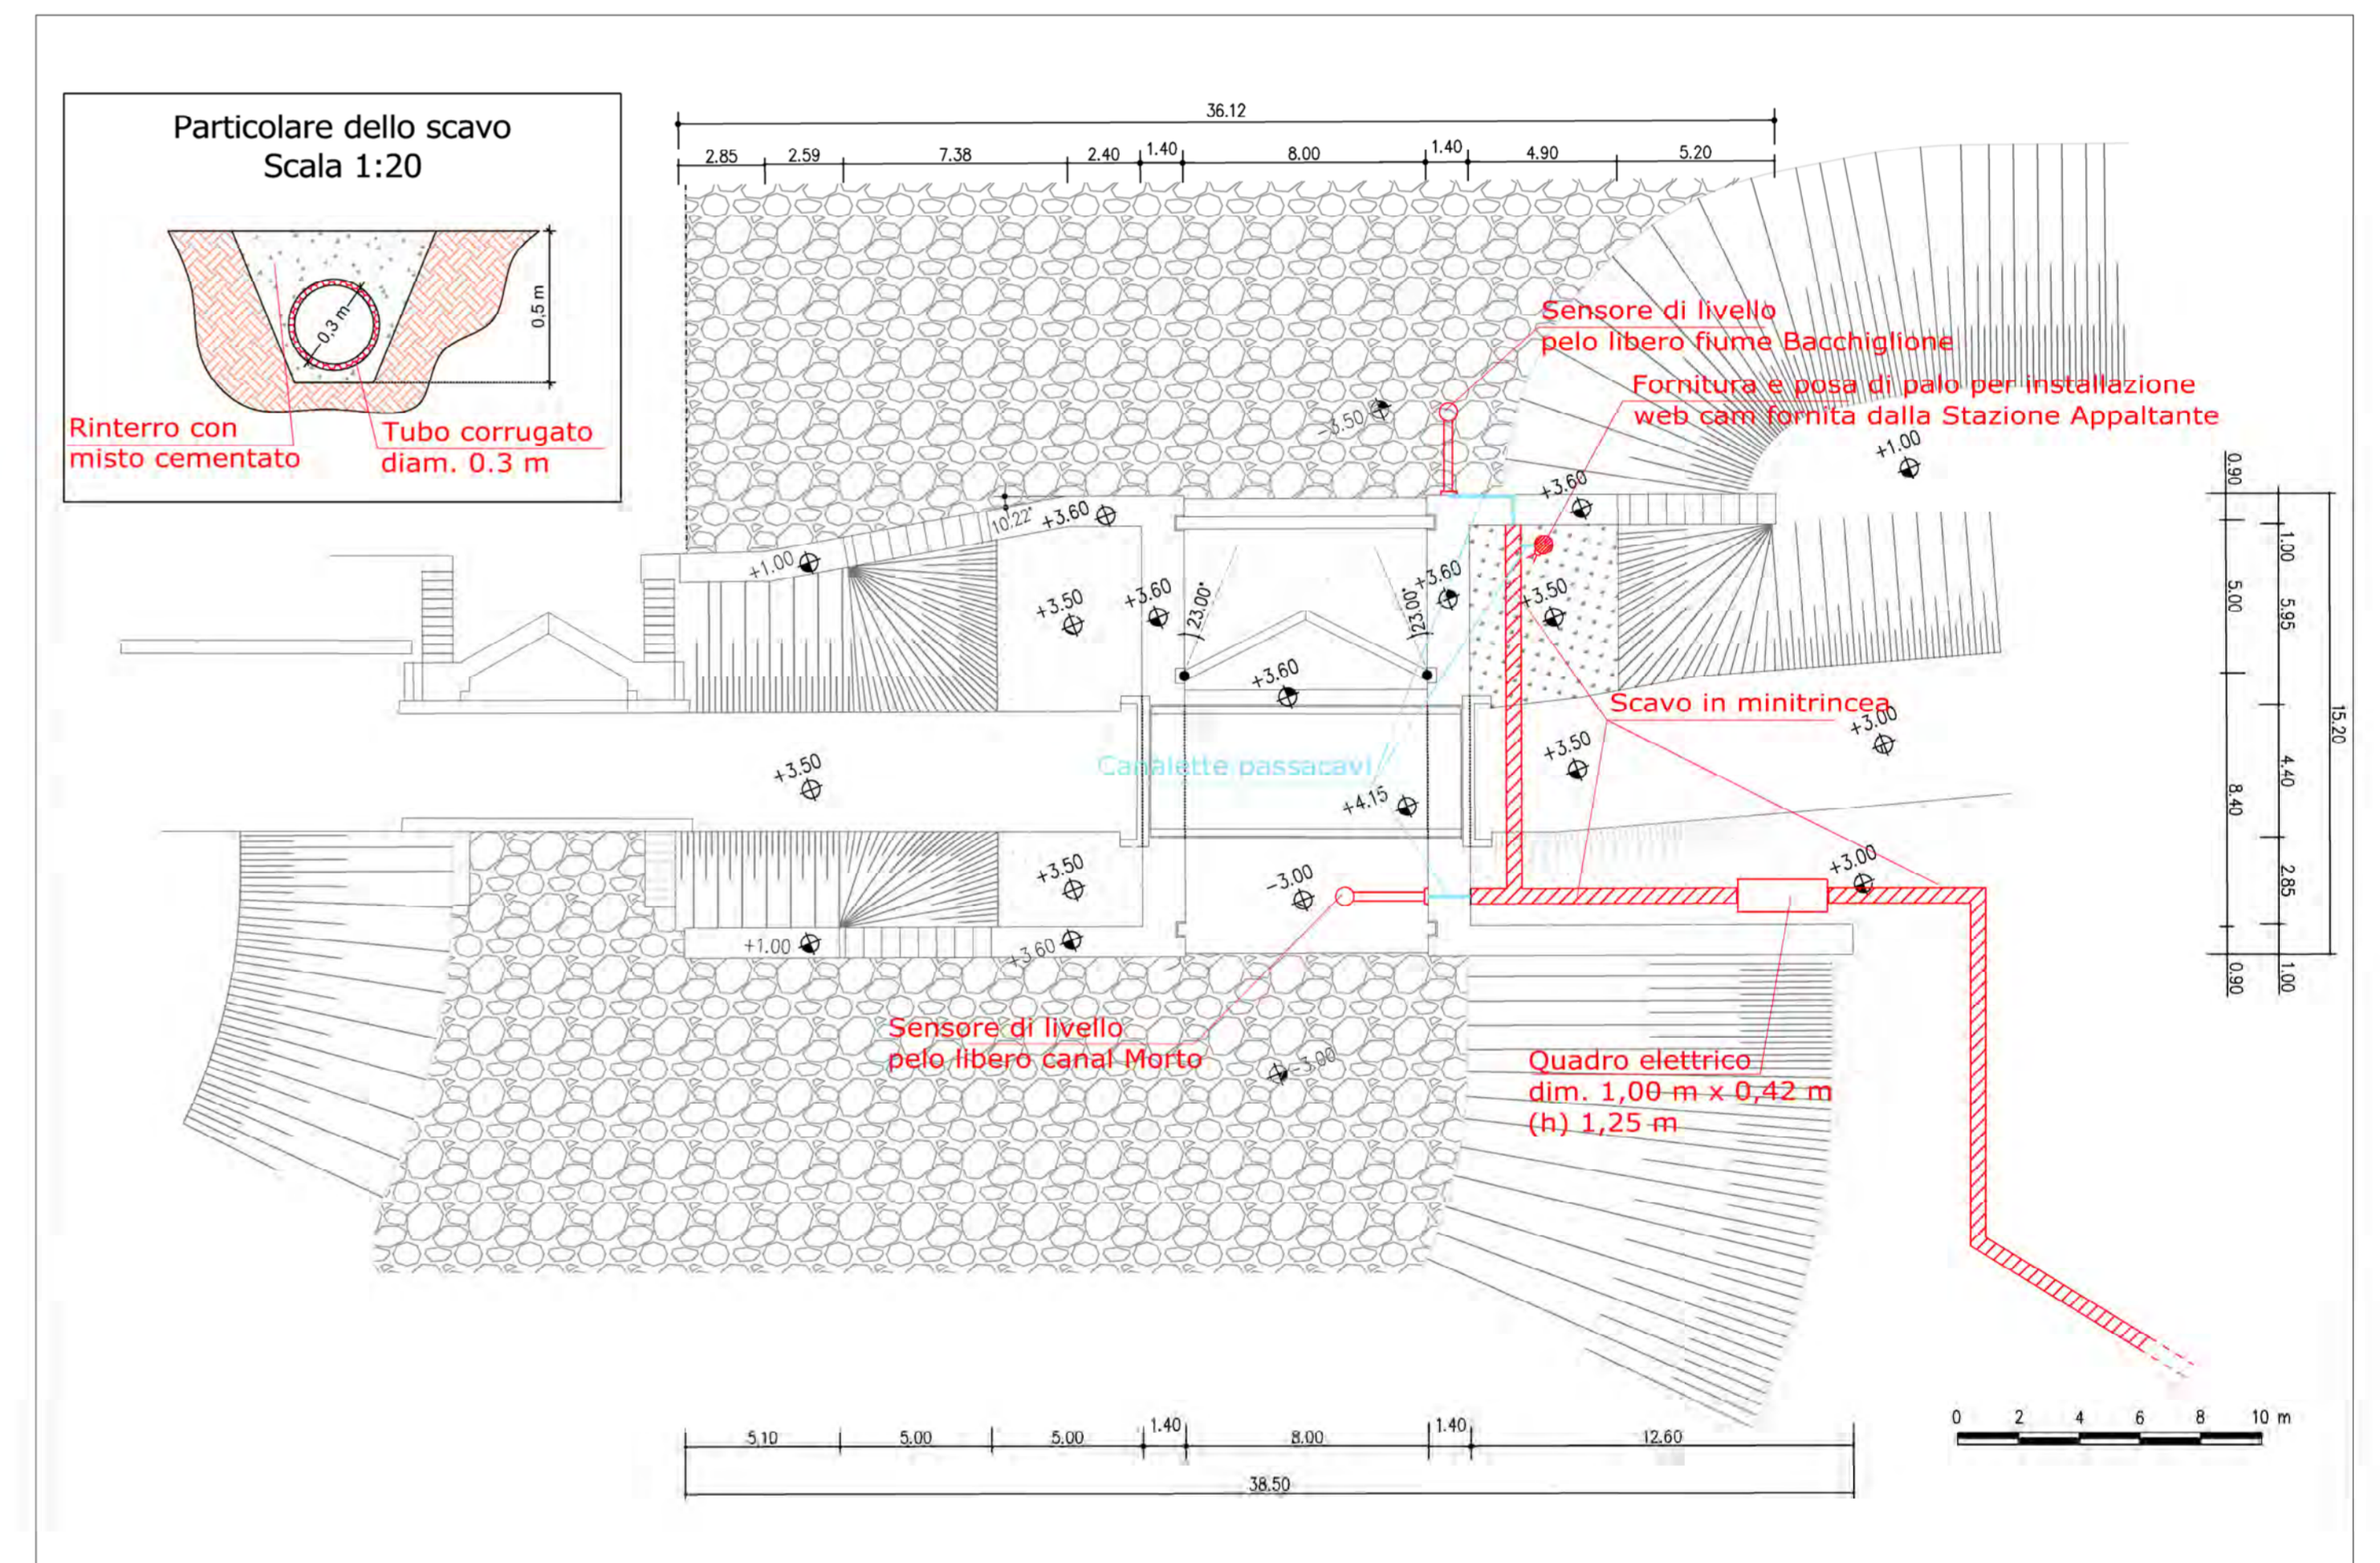 Particolare dello scavo
Scala 1:20
0,3 m
0,5 m
Rinterro con
misto cementato
Tubo corrugato
diam. 0.3 m
36.12
2.85
2.59
7.38
2.40
1.40
8.00
1.40
4.90
5.20
Sensore di livello
pelo libero fiume Bacchiglione
Fornitura e posa di palo per installazione
web cam fornita dalla Stazione Appaltante
-3.50
+1.00
+3.60
10.22°
+3.60
+1.00
+3.50
+3.60
23.00°
23.00°
+3.60
+3.50
+3.60
Scavo in minitrincea
+3.00
+3.50
+3.50
Canalette passacavi
+4.15
+3.50
-3.00
+3.00
+1.00
+3.60
Sensore di livello
pelo libero canal Morto
-3.00
Quadro elettrico
dim. 1,00 m x 0,42 m
(h) 1,25 m
0.90
5.00
8.40
0.90
1.00
5.95
4.40
2.85
1.00
15.20
0 2 4 6 8 10 m
5.10
5.00
5.00
1.40
8.00
1.40
12.60
38.50